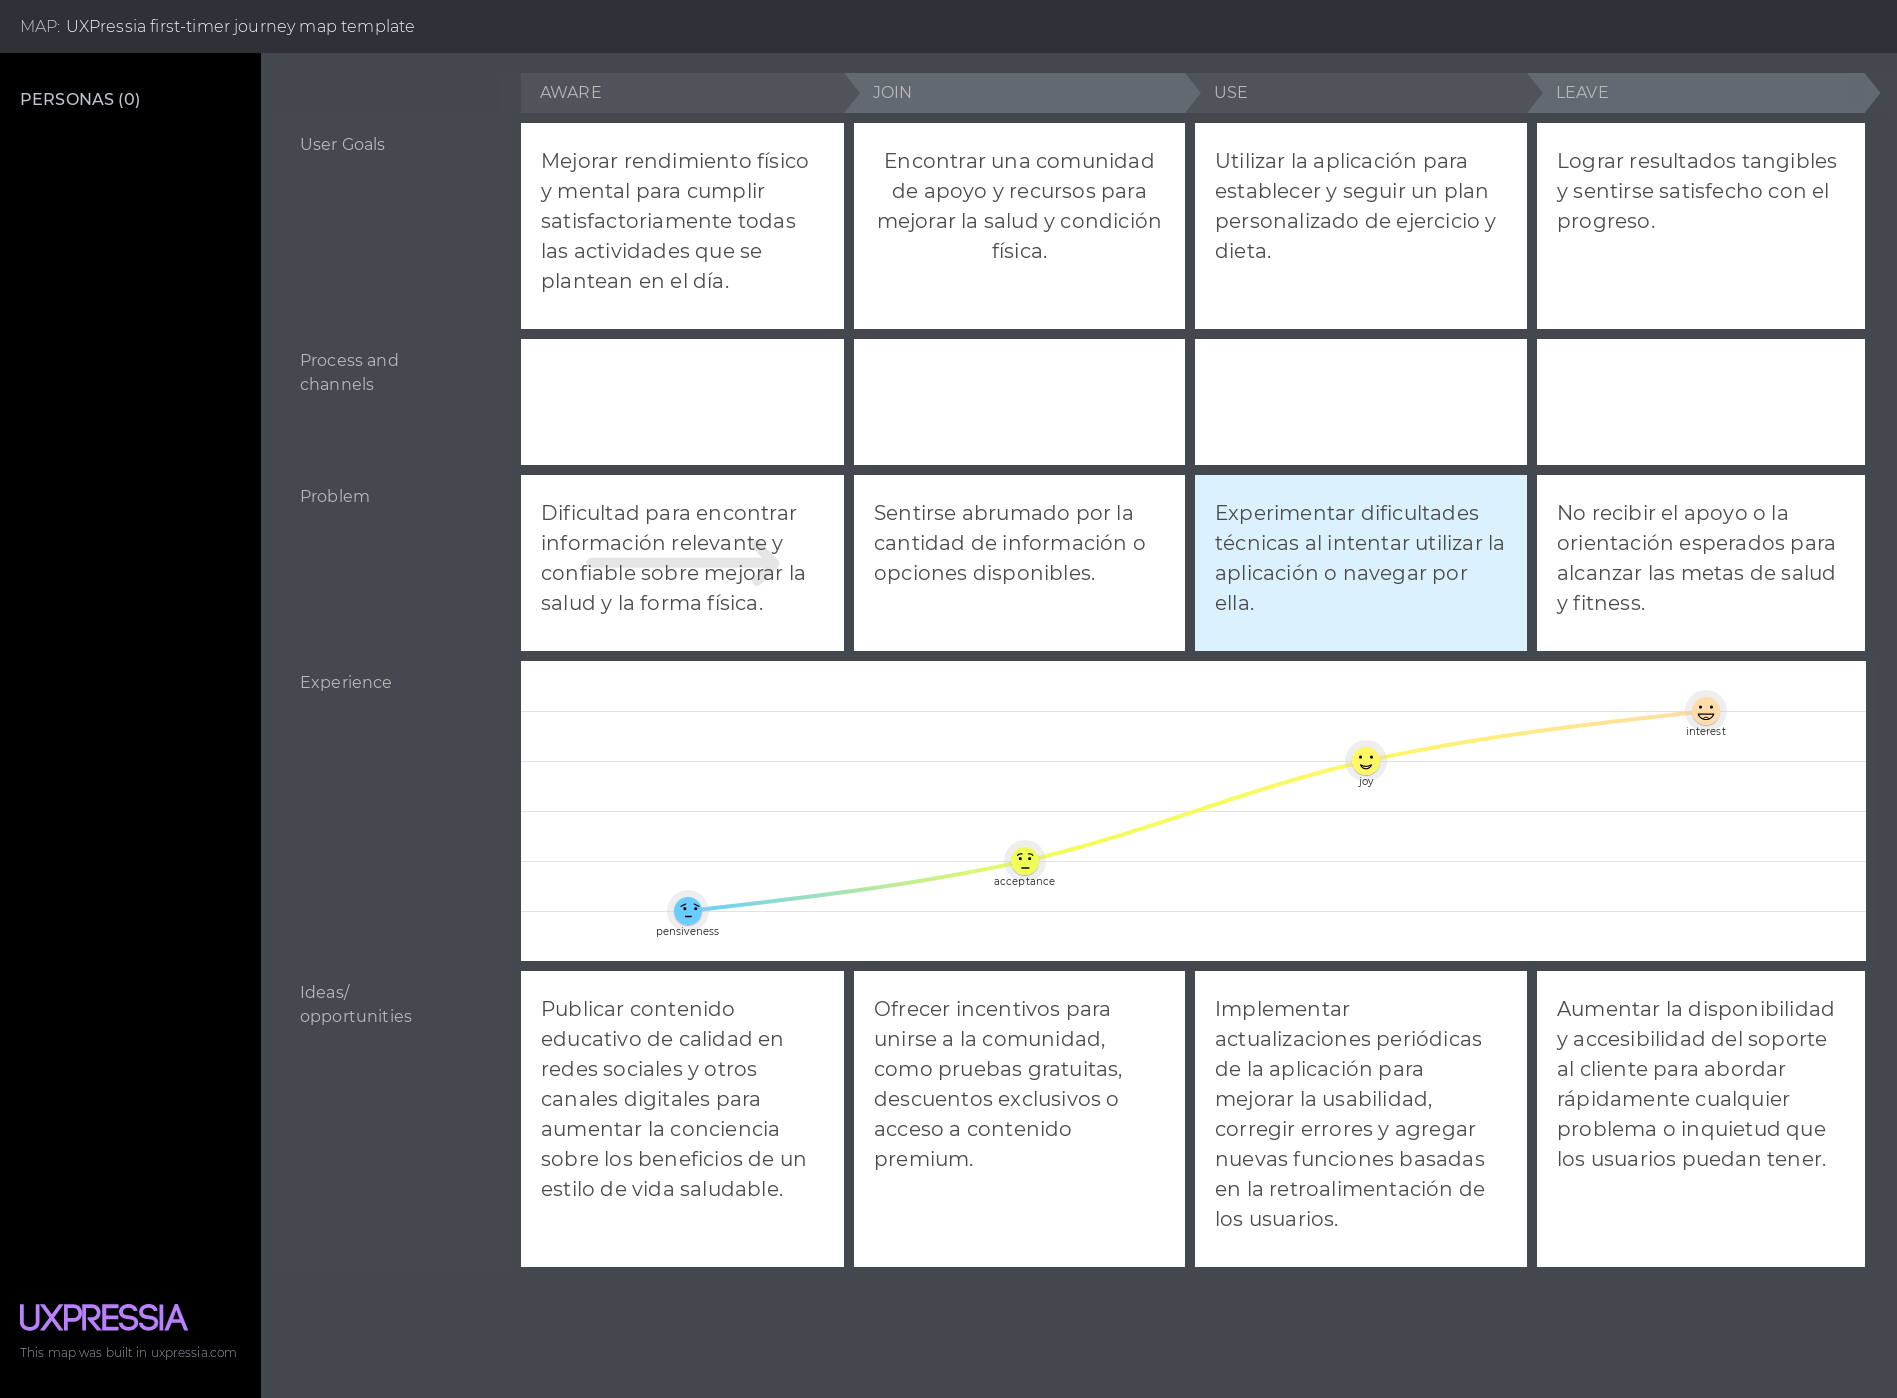 MAP: UXPressia first-timer journey map template
PERSONAS (0)
AWARE
JOIN
USE
LEAVE
User Goals
Mejorar rendimiento físico
y mental para cumplir
satisfactoriamente todas
las actividades que se
plantean en el día.
Encontrar una comunidad
de apoyo y recursos para
mejorar la salud y condición
física.
Utilizar la aplicación para
establecer y seguir un plan
personalizado de ejercicio y
dieta.
Lograr resultados tangibles
y sentirse satisfecho con el
progreso.
Process and
channels
Problem
Dificultad para encontrar
información relevante y
confiable sobre mejorar la
salud y la forma física.
Sentirse abrumado por la
cantidad de información o
opciones disponibles.
Experimentar dificultades
técnicas al intentar utilizar la
aplicación o navegar por
ella.
No recibir el apoyo o la
orientación esperados para
alcanzar las metas de salud
y fitness.
Experience
interest
joy
acceptance
pensiveness
Ideas/
opportunities
Publicar contenido
educativo de calidad en
redes sociales y otros
canales digitales para
aumentar la conciencia
sobre los beneficios de un
estilo de vida saludable.
Ofrecer incentivos para
unirse a la comunidad,
como pruebas gratuitas,
descuentos exclusivos o
acceso a contenido
premium.
Implementar
actualizaciones periódicas
de la aplicación para
mejorar la usabilidad,
corregir errores y agregar
nuevas funciones basadas
en la retroalimentación de
los usuarios.
Aumentar la disponibilidad
y accesibilidad del soporte
al cliente para abordar
rápidamente cualquier
problema o inquietud que
los usuarios puedan tener.
UXPRESSIA
This map was built in uxpressia.com